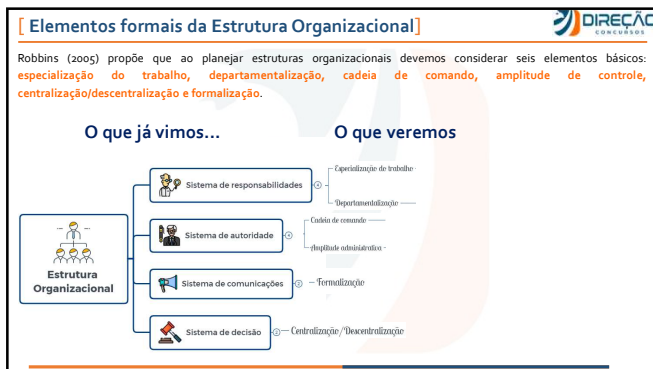 [ Elementos formais da Estrutura Organizacional]
DIREÇÃO
CONCURSOS
Robbins (2005) propõe que ao planejar estruturas organizacionais devemos considerar seis elementos básicos:
especialização do trabalho, departamentalização, cadeia de comando, amplitude de controle,
centralização/descentralização e formalização.
O que já vimos... O que veremos
Estrutura
Organizacional
Sistema de responsabilidades
Especialização de trabalho
Departamentalização
Sistema de autoridade
Cadeia de comando
Amplitude administrativa
Sistema de comunicações
Formalização
Sistema de decisão
Centralização/Descentralização